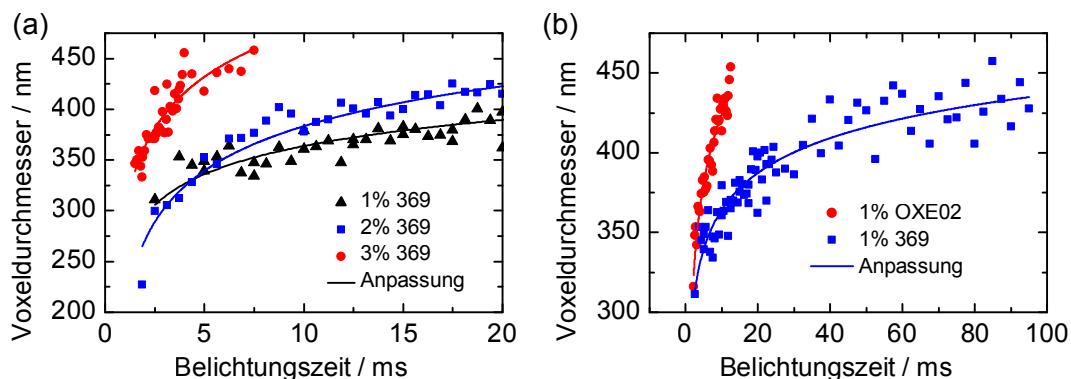 (a)
Voxeldurchmesser / nm
450
400
350
300
250
200
1% 369
2% 369
3% 369
Anpassung
0
5
10
15
20
Belichtungszeit / ms
(b)
Voxeldurchmesser / nm
450
400
350
300
1% OXE02
1% 369
Anpassung
0
20
40
60
80
100
Belichtungszeit / ms